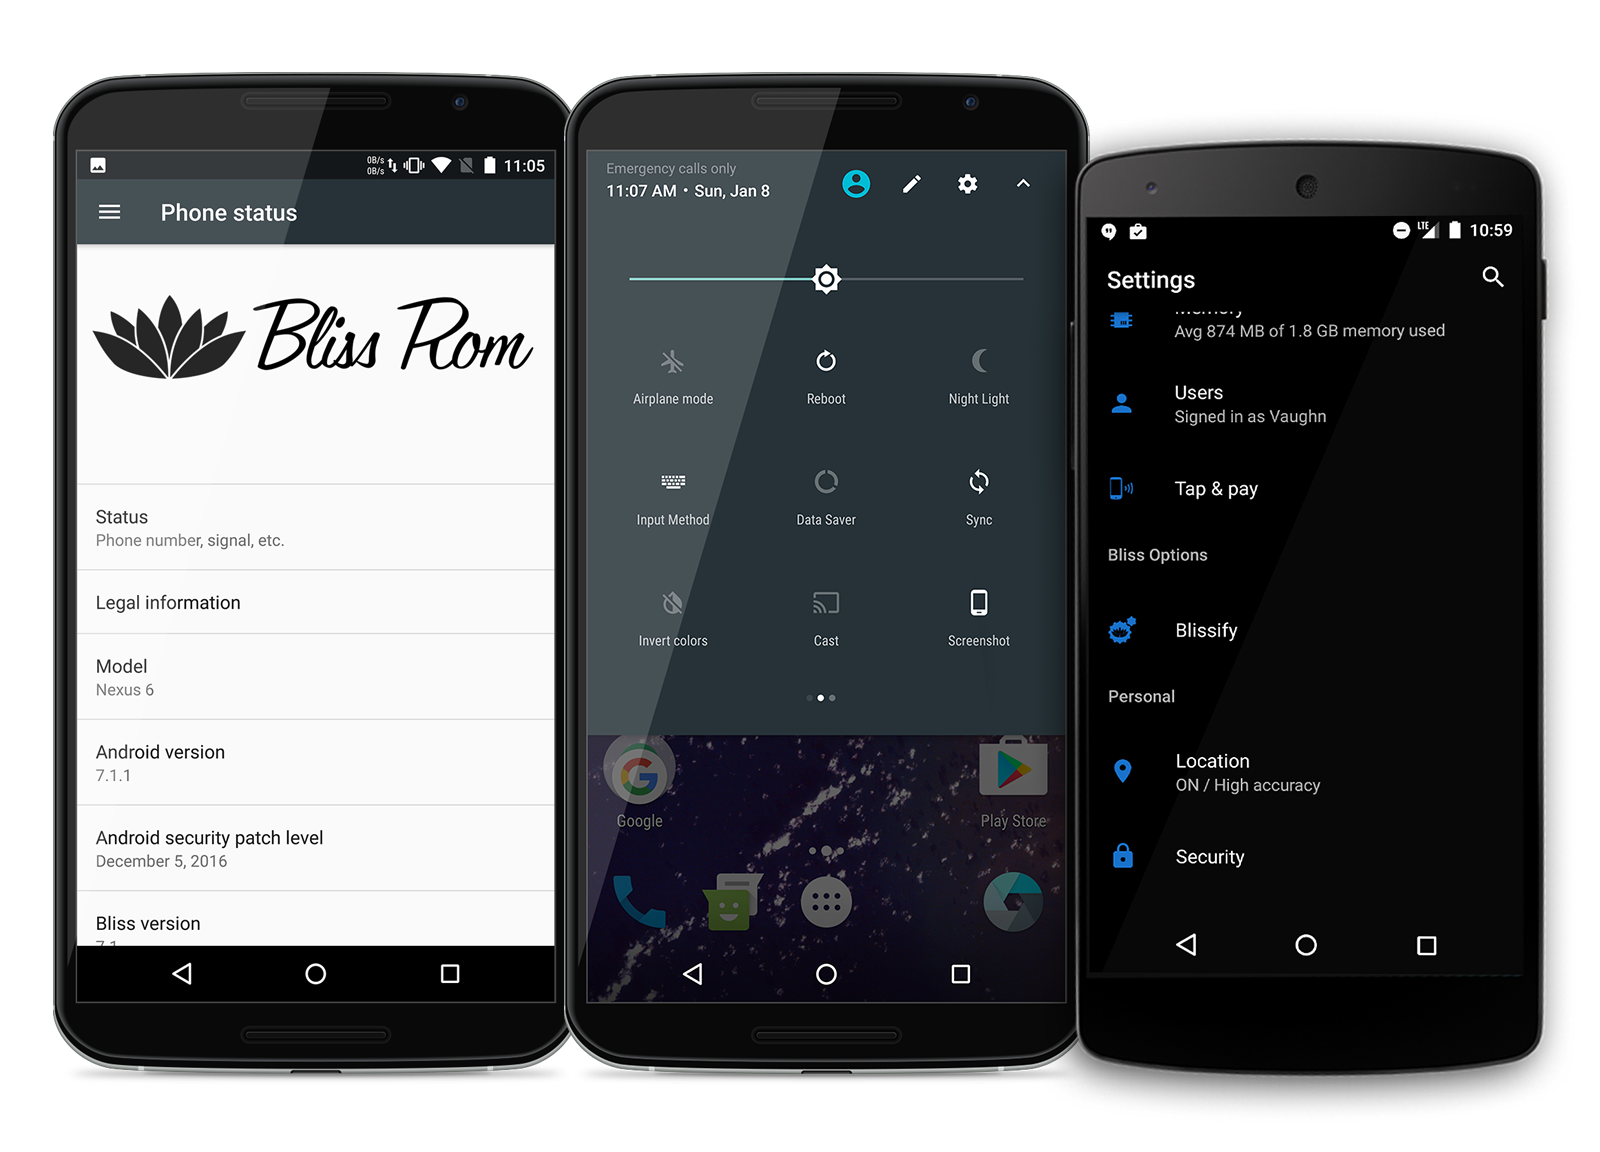 0B/s
0B/s
11:05
Phone status
Bliss Rom
Status
Phone number, signal, etc.
Legal information
Model
Nexus 6
Android version
7.1.1
Android security patch level
December 5, 2016
Bliss version
7.1
Emergency calls only
11:07 AM • Sun, Jan 8
Airplane mode
Reboot
Night Light
Input Method
Data Saver
Sync
Invert colors
Cast
Screenshot
G
Google
Play Store
LTE
10:59
Settings
Memory
Avg 874 MB of 1.8 GB memory used
Users
Signed in as Vaughn
Tap & pay
Bliss Options
Blissify
Personal
Location
ON / High accuracy
Security